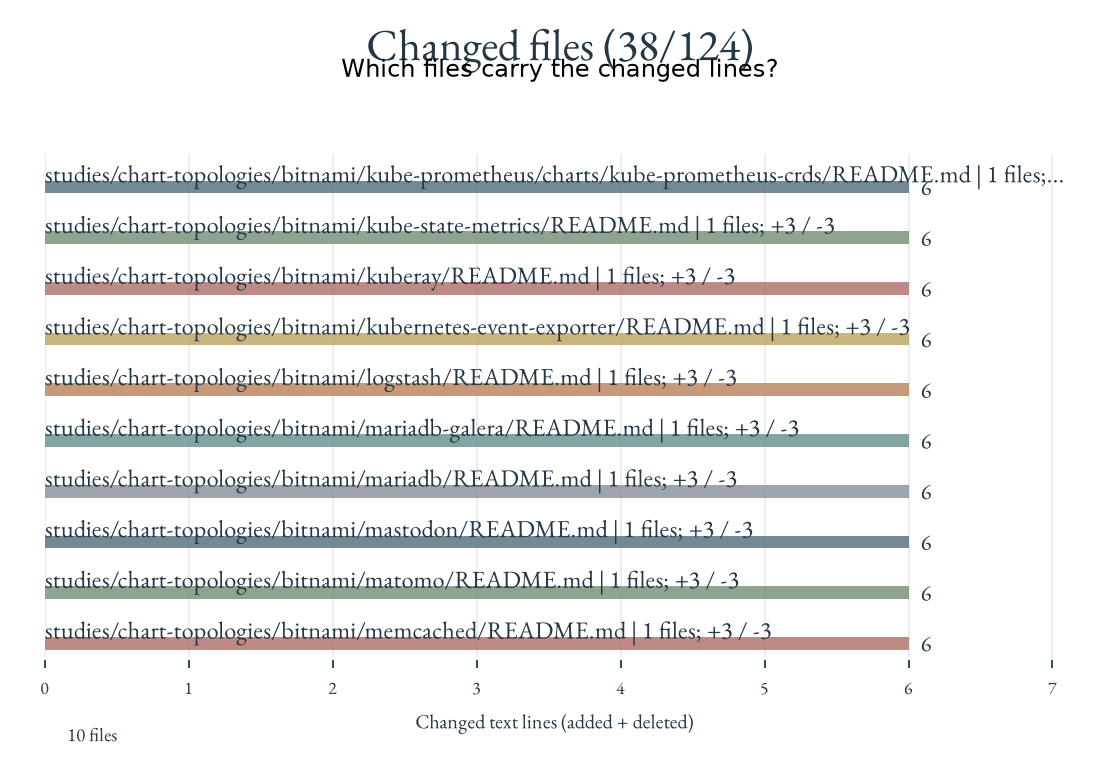 Changed files (38/124)
Which files carry the changed lines?
studies/chart-topologies/bitnami/kube-prometheus/charts/kube-prometheus-crds/README.md | 1 files;...
6
studies/chart-topologies/bitnami/kube-state-metrics/README.md | 1 files; +3 / -3
6
studies/chart-topologies/bitnami/kuberay/README.md | 1 files; +3 / -3
6
studies/chart-topologies/bitnami/kubernetes-event-exporter/README.md | 1 files; +3 / -3
6
studies/chart-topologies/bitnami/logstash/README.md | 1 files; +3 / -3
6
studies/chart-topologies/bitnami/mariadb-galera/README.md | 1 files; +3 / -3
6
studies/chart-topologies/bitnami/mariadb/README.md | 1 files; +3 / -3
6
studies/chart-topologies/bitnami/mastodon/README.md | 1 files; +3 / -3
6
studies/chart-topologies/bitnami/matomo/README.md | 1 files; +3 / -3
6
studies/chart-topologies/bitnami/memcached/README.md | 1 files; +3 / -3
6
0 1 2 3 4 5 6 7
Changed text lines (added + deleted)
10 files